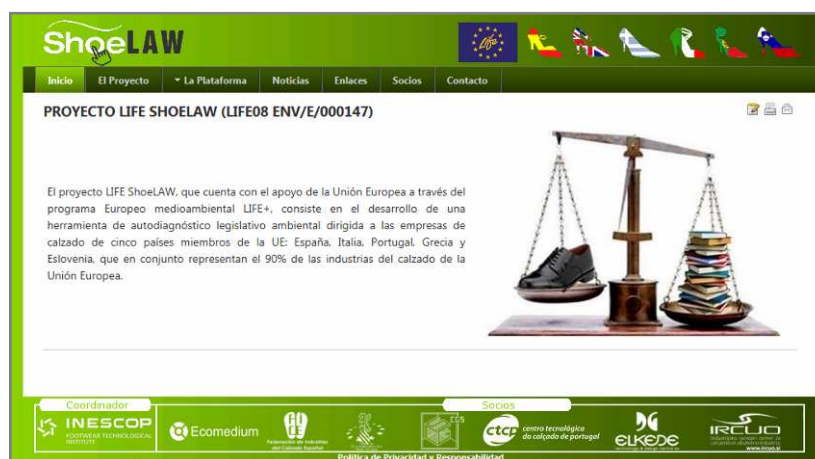 ShoeLAW
Life
Inicio El Proyecto La Plataforma Noticias Enlaces Socios Contacto
PROYECTO LIFE SHOELAW (LIFE08 ENV/E/000147)
El proyecto LIFE ShoeLAW, que cuenta con el apoyo de la Unión Europea a través del
programa Europeo medioambiental LIFE+, consiste en el desarrollo de una
herramienta de autodiagnóstico legislativo ambiental dirigida a las empresas de
calzado de cinco países miembros de la UE: España, Italia, Portugal, Grecia y
Eslovenia, que en conjunto representan el 90% de las industrias del calzado de la
Unión Europea.
Coordinador Socios
INESCOP
FOOTWEAR TECHNOLOGICAL
INSTITUTE
Ecomedium
Federación de Industrias
del Calzado Español
CGS
ctcp centro tecnológico
do calçado de portugal
ELKEDE
IRCUO
www.ircuo.si
Política de Privacidad y Responsabilidad